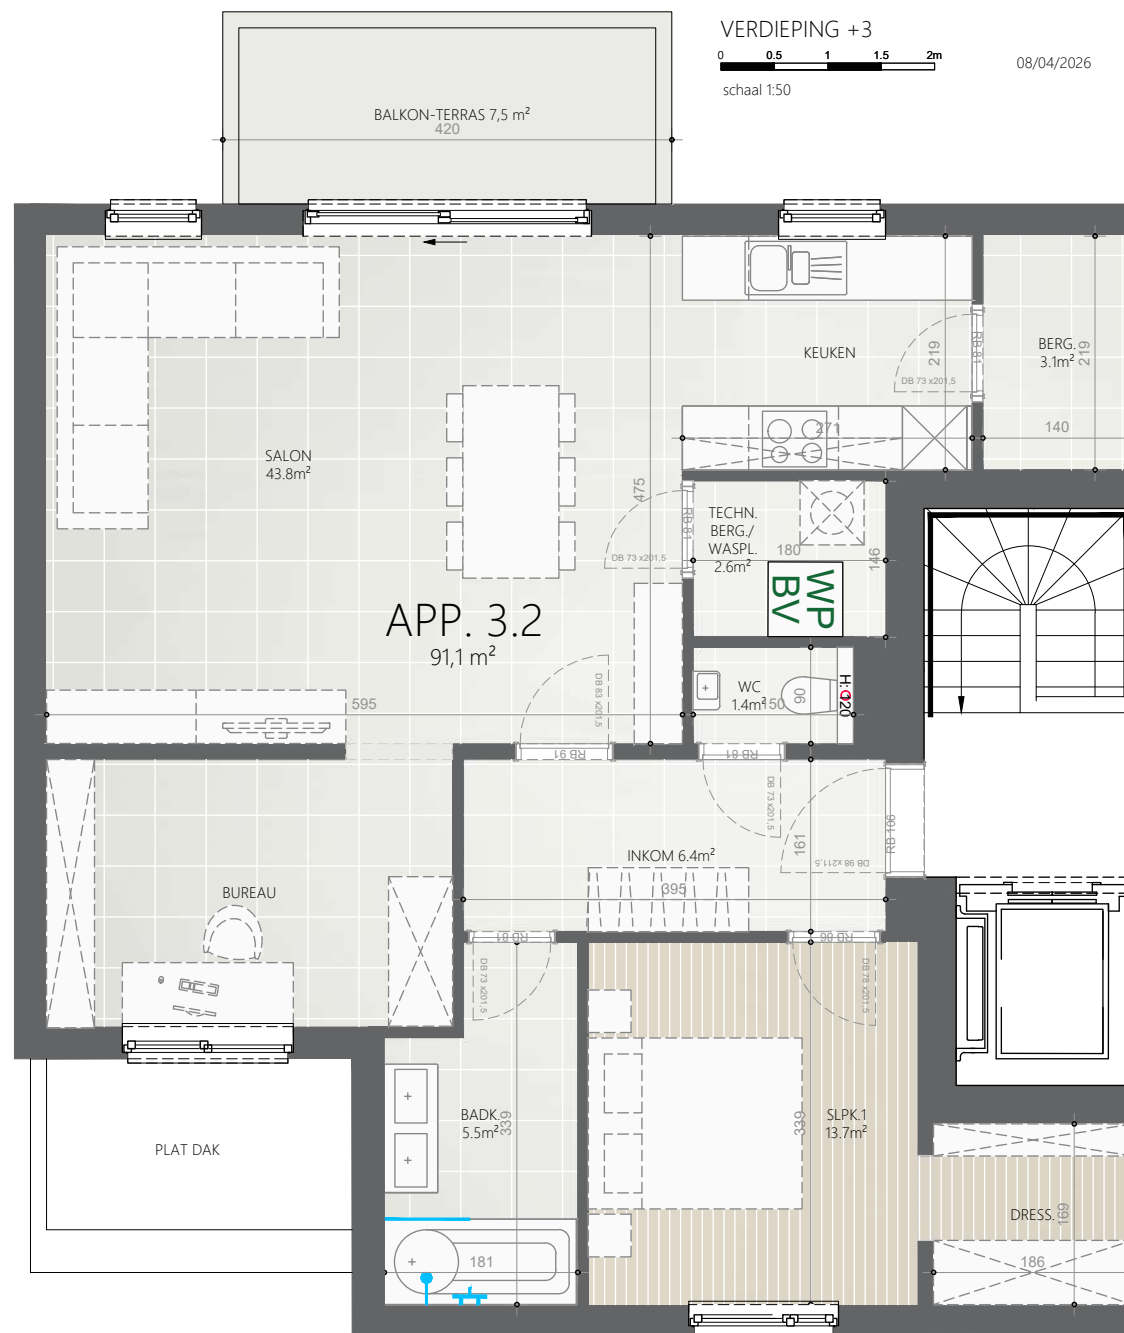 VERDIEPING +3
0 0.5 1 1.5 2m
schaal 1:50
08/04/2026
BALKON-TERRAS 7,5 m²
420
KEUKEN
219
RB 81
DB 73 x201,5
BERG.
3.1m²
219
140
271
SALON
43.8m²
475
RB 81
DB 73 x201,5
TECHN.
BERG./
WASPL.
2.6m²
180
146
WP
BV
APP. 3.2
91,1 m²
595
DB 83 x201,5
RB 91
WC
1.4m²
150
90
H: 120
RB 81
DB 73 x201,5
161
DB 98 x211,5
RB 106
INKOM 6.4m²
395
BUREAU
RB 81
DB 73 x201,5
RB 86
DB 78 x201,5
BADK.
5.5m²
339
SLPK.1
13.7m²
339
PLAT DAK
DRESS.
169
181
186